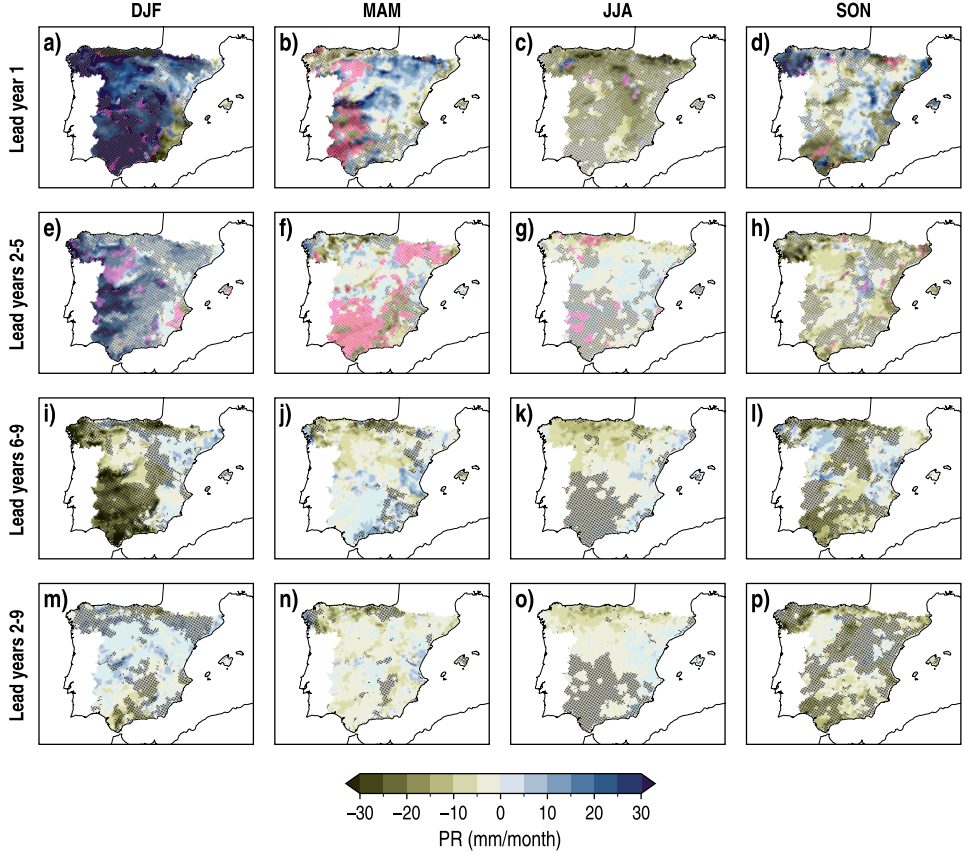 DJF MAM JJA SON
Lead year 1
a) b) c) d)
Lead years 2-5
e) f) g) h)
Lead years 6-9
i) j) k) l)
Lead years 2-9
m) n) o) p)
−30 −20 −10 0 10 20 30
PR (mm/month)